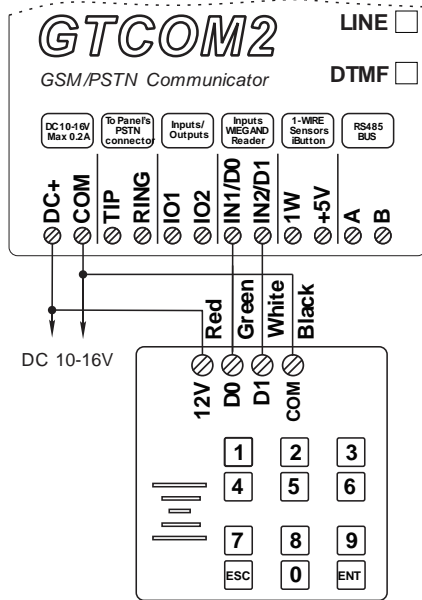 GTCOM2
LINE
GSM/PSTN Communicator
DTMF
DC 10-16V
Max 0.2A
To Panel's
PSTN
connector
Inputs/
Outputs
Inputs
WIEGAND
Reader
1-WIRE
Sensors
iButton
RS485
BUS
DC+
COM
TIP
RING
IO1
IO2
IN1/D0
IN2/D1
1W
+5V
A
B
Red
Green
White
Black
DC 10-16V
12V
D0
D1
COM
1 2 3
4 5 6
7 8 9
ESC 0 ENT